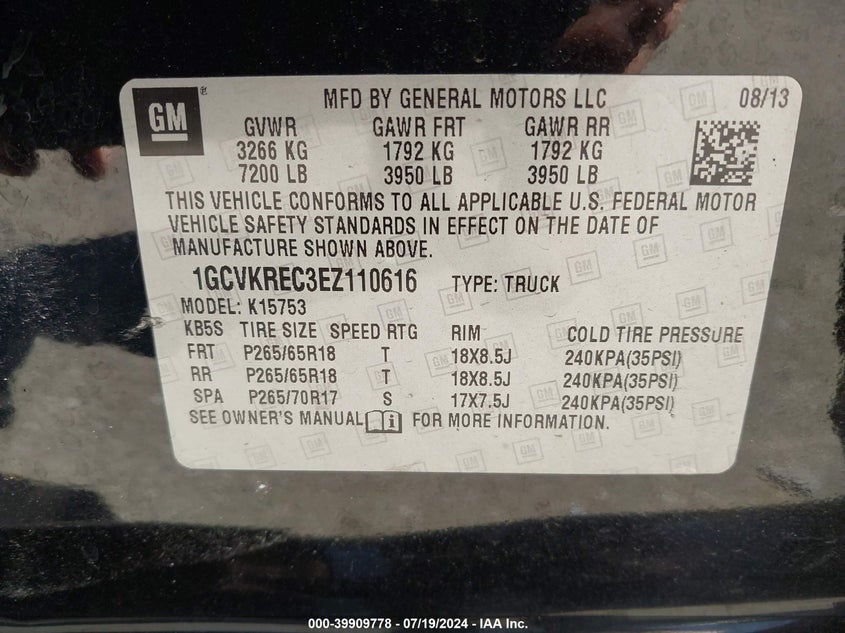 GM
MFD BY GENERAL MOTORS LLC 08/13
GVWR GAWR FRT GAWR RR
3266 KG 1792 KG 1792 KG
7200 LB 3950 LB 3950 LB
THIS VEHICLE CONFORMS TO ALL APPLICABLE U.S. FEDERAL MOTOR
VEHICLE SAFETY STANDARDS IN EFFECT ON THE DATE OF
MANUFACTURE SHOWN ABOVE.
1GCVKREC3EZ110616 TYPE: TRUCK
MODEL: K15753
KB5S TIRE SIZE SPEED RTG RIM COLD TIRE PRESSURE
FRT P265/65R18 T 18X8.5J 240KPA(35PSI)
RR P265/65R18 T 18X8.5J 240KPA(35PSI)
SPA P265/70R17 S 17X7.5J 240KPA(35PSI)
SEE OWNER'S MANUAL i FOR MORE INFORMATION.
000-39909778 - 07/19/2024 - IAA Inc.